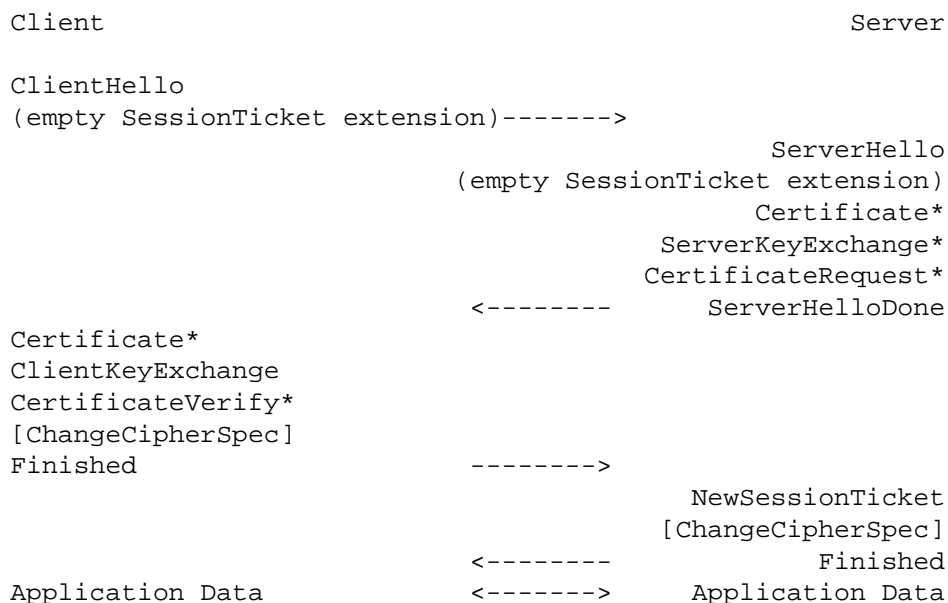 Client                                               Server

ClientHello
(empty SessionTicket extension)------->
                                                ServerHello
                            (empty SessionTicket extension)
                                               Certificate*
                                         ServerKeyExchange*
                                        CertificateRequest*
                             <--------      ServerHelloDone
Certificate*
ClientKeyExchange
CertificateVerify*
[ChangeCipherSpec]
Finished                     -------->
                                           NewSessionTicket
                                         [ChangeCipherSpec]
                             <--------             Finished
Application Data             <------->     Application Data